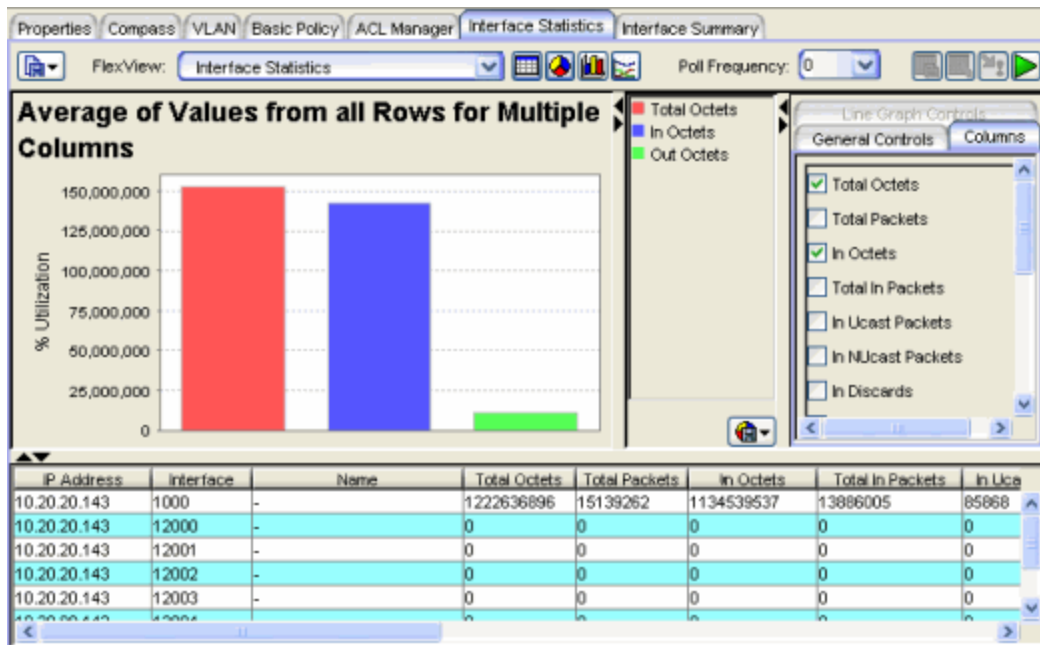 Properties Compass VLAN Basic Policy ACL Manager Interface Statistics Interface Summary
FlexView: Interface Statistics Poll Frequency: 0
Average of Values from all Rows for Multiple
Columns
% Utilization
150,000,000
125,000,000
100,000,000
75,000,000
50,000,000
25,000,000
0
Total Octets
In Octets
Out Octets
Line Graph Controls
General Controls Columns
Total Octets
Total Packets
In Octets
Total In Packets
In Ucast Packets
In NUcast Packets
In Discards
IP Address Interface Name Total Octets Total Packets In Octets Total In Packets In Uca
10.20.20.143 1000 - 1222636896 15139262 1134539537 13886005 85868
10.20.20.143 12000 - 0 0 0 0 0
10.20.20.143 12001 - 0 0 0 0 0
10.20.20.143 12002 - 0 0 0 0 0
10.20.20.143 12003 - 0 0 0 0 0